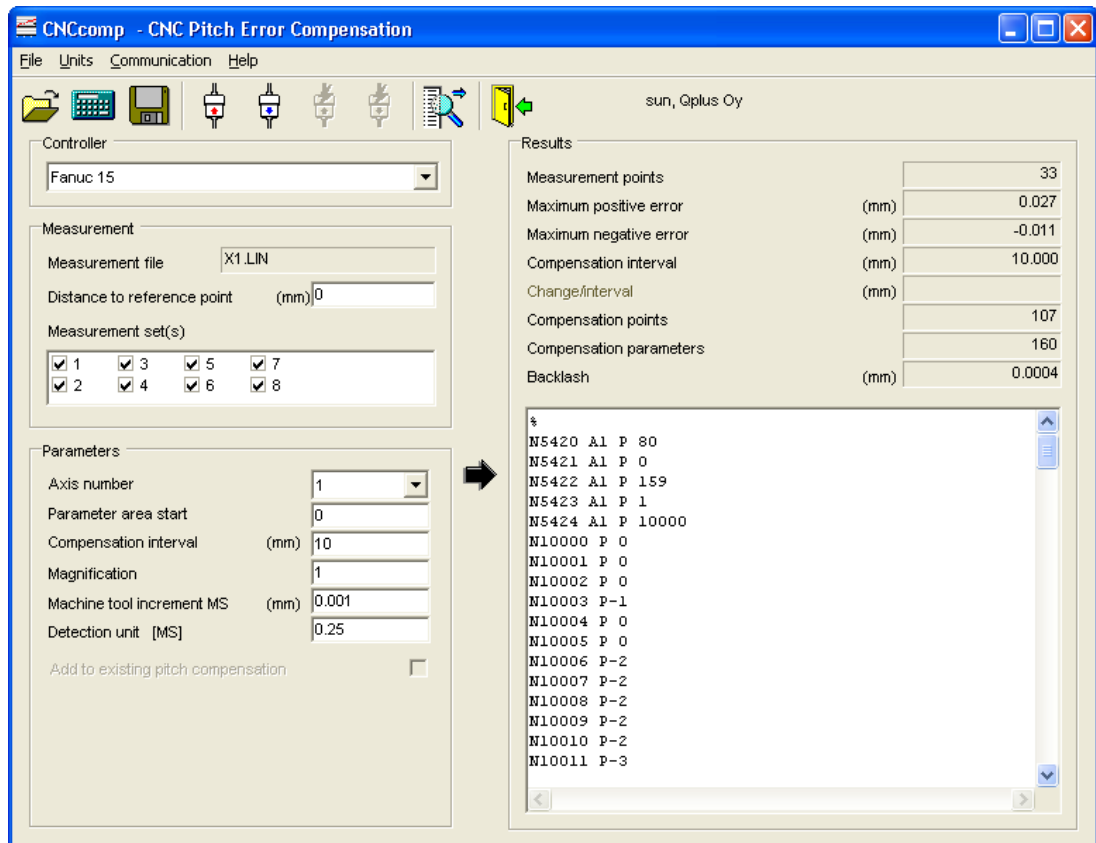 CNCcomp - CNC Pitch Error Compensation
File Units Communication Help
sun, Qplus Oy
Controller
Fanuc 15
Measurement
Measurement file X1.LIN
Distance to reference point (mm) 0
Measurement set(s)
1 3 5 7
2 4 6 8
Parameters
Axis number 1
Parameter area start 0
Compensation interval (mm) 10
Magnification 1
Machine tool increment MS (mm) 0.001
Detection unit [MS] 0.25
Add to existing pitch compensation
Results
Measurement points 33
Maximum positive error (mm) 0.027
Maximum negative error (mm) -0.011
Compensation interval (mm) 10.000
Change/interval (mm)
Compensation points 107
Compensation parameters 160
Backlash (mm) 0.0004
%
N5420 A1 P 80
N5421 A1 P 0
N5422 A1 P 159
N5423 A1 P 1
N5424 A1 P 10000
N10000 P 0
N10001 P 0
N10002 P 0
N10003 P-1
N10004 P 0
N10005 P 0
N10006 P-2
N10007 P-2
N10008 P-2
N10009 P-2
N10010 P-2
N10011 P-3